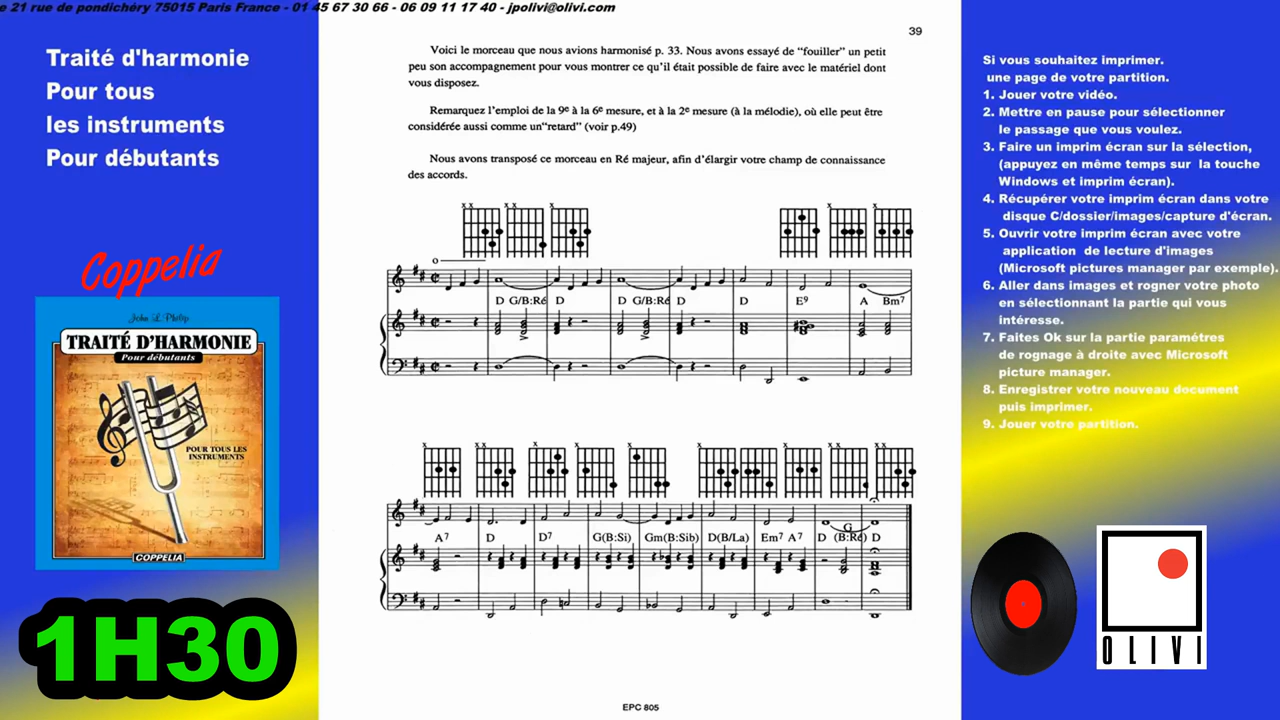 e 21 rue de pondichéry 75015 Paris France - 01 45 67 30 66 - 06 09 11 17 40 - jpolivi@olivi.com
Traité d'harmonie
Pour tous
les instruments
Pour débutants
Coppelia
John L. Philip
TRAITÉ D'HARMONIE
Pour débutants
POUR TOUS LES
INSTRUMENTS
COPPELIA
1H30
39
Voici le morceau que nous avions harmonisé p. 33. Nous avons essayé de “fouiller” un petit
peu son accompagnement pour vous montrer ce qu’il était possible de faire avec le matériel dont
vous disposez.
Remarquez l’emploi de la 9e à la 6e mesure, et à la 2e mesure (à la mélodie), où elle peut être
considérée aussi comme un“retard” (voir p.49)
Nous avons transposé ce morceau en Ré majeur, afin d’élargir votre champ de connaissance
des accords.
D G/B:Ré D D G/B:Ré D D E9 A Bm7
A7 D D7 G(B:Si) Gm(B:Sib) D(B/La) Em7 A7 D G (B:Ré) D
EPC 805
Si vous souhaitez imprimer.
une page de votre partition.
1. Jouer votre vidéo.
2. Mettre en pause pour sélectionner
le passage que vous voulez.
3. Faire un imprim écran sur la sélection,
(appuyez en même temps sur la touche
Windows et imprim écran).
4. Récupérer votre imprim écran dans votre
disque C/dossier/images/capture d'écran.
5. Ouvrir votre imprim écran avec votre
application de lecture d'images
(Microsoft pictures manager par exemple).
6. Aller dans images et rogner votre photo
en sélectionnant la partie qui vous
intéresse.
7. Faites Ok sur la partie paramétres
de rognage à droite avec Microsoft
picture manager.
8. Enregistrer votre nouveau document
puis imprimer.
9. Jouer votre partition.
OLIVI